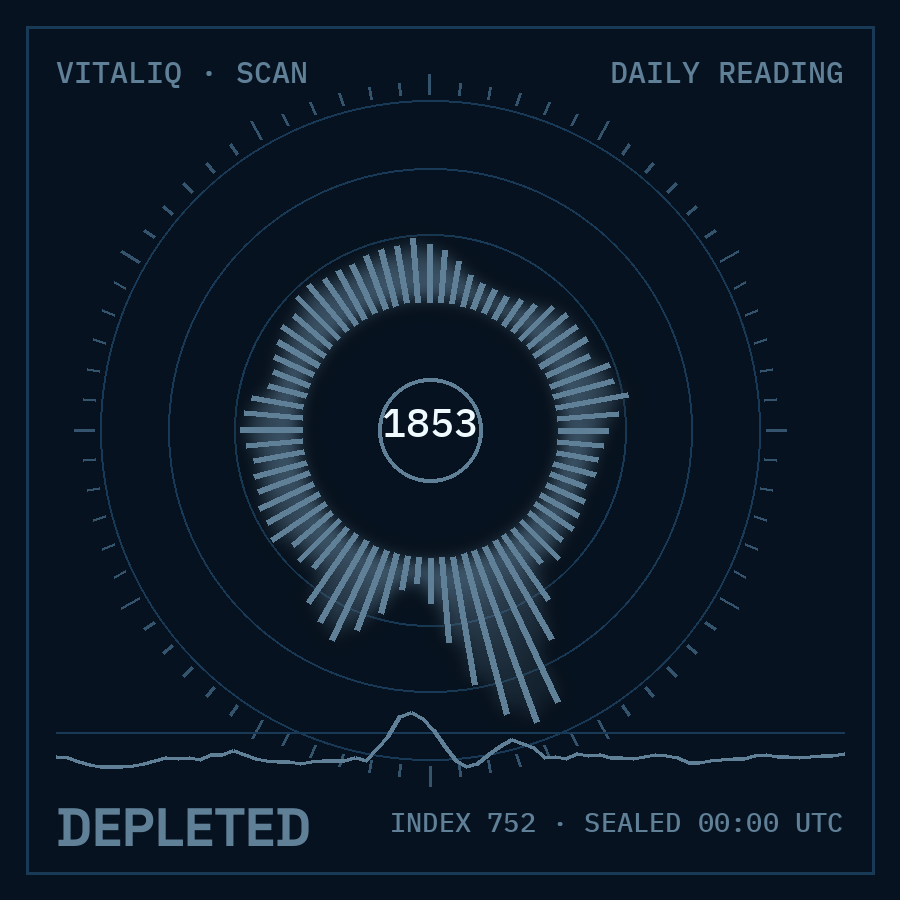 VITALIQ · SCAN
DAILY READING
1853
DEPLETED
INDEX 752 · SEALED 00:00 UTC